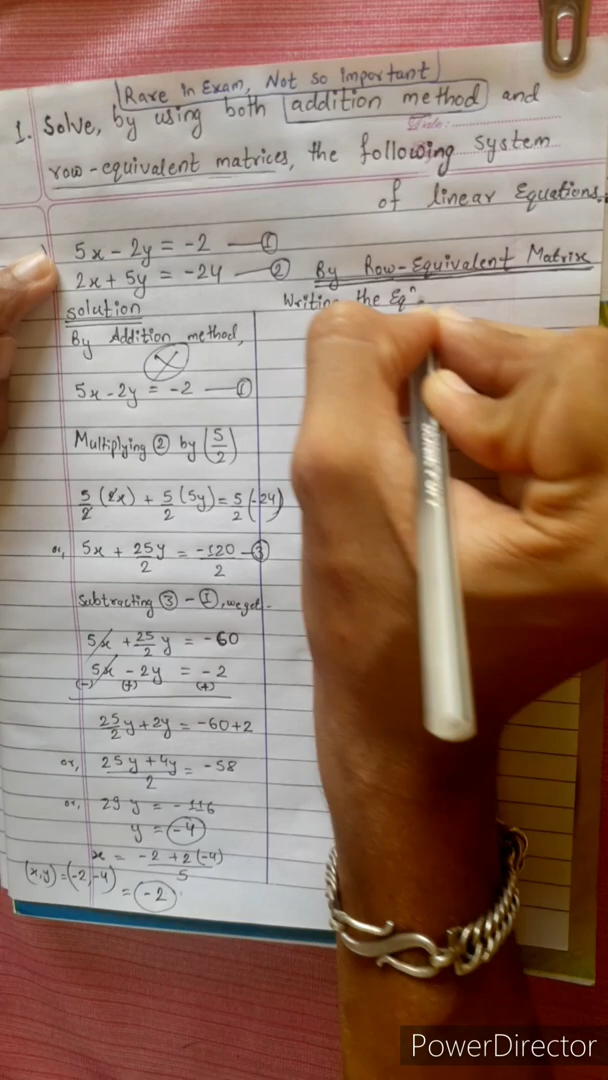 Rare in Exam, Not so important
1. Solve, by using both addition method and
row-equivalent matrices, the following system
Date:
of linear Equations.
5x - 2y = -2 —①
2x + 5y = -24 —②
solution
By Addition method,
5x - 2y = -2 —①
Multiplying ② by (5/2)
5/2 (2x) + 5/2 (5y) = 5/2 (-24)
or, 5x + 25y/2 = -120/2 —③
subtracting ③ - ①, we get-
5x + 25/2 y = -60
5x - 2y = -2
(-) (+) (+)
25/2 y + 2y = -60+2
or, 25y + 4y/2 = -58
or, 29y = -116
y = -4
x = -2 + 2(-4)/5
(x,y) = (-2,-4)
= -2
By Row-Equivalent Matrix
Writing the Eqⁿ
PowerDirector